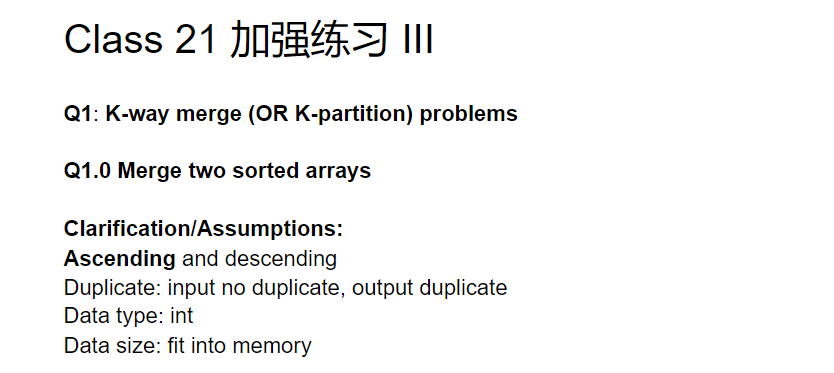 Class 21 加强练习 III
Q1: K-way merge (OR K-partition) problems
Q1.0 Merge two sorted arrays
Clarification/Assumptions:
Ascending and descending
Duplicate: input no duplicate, output duplicate
Data type: int
Data size: fit into memory